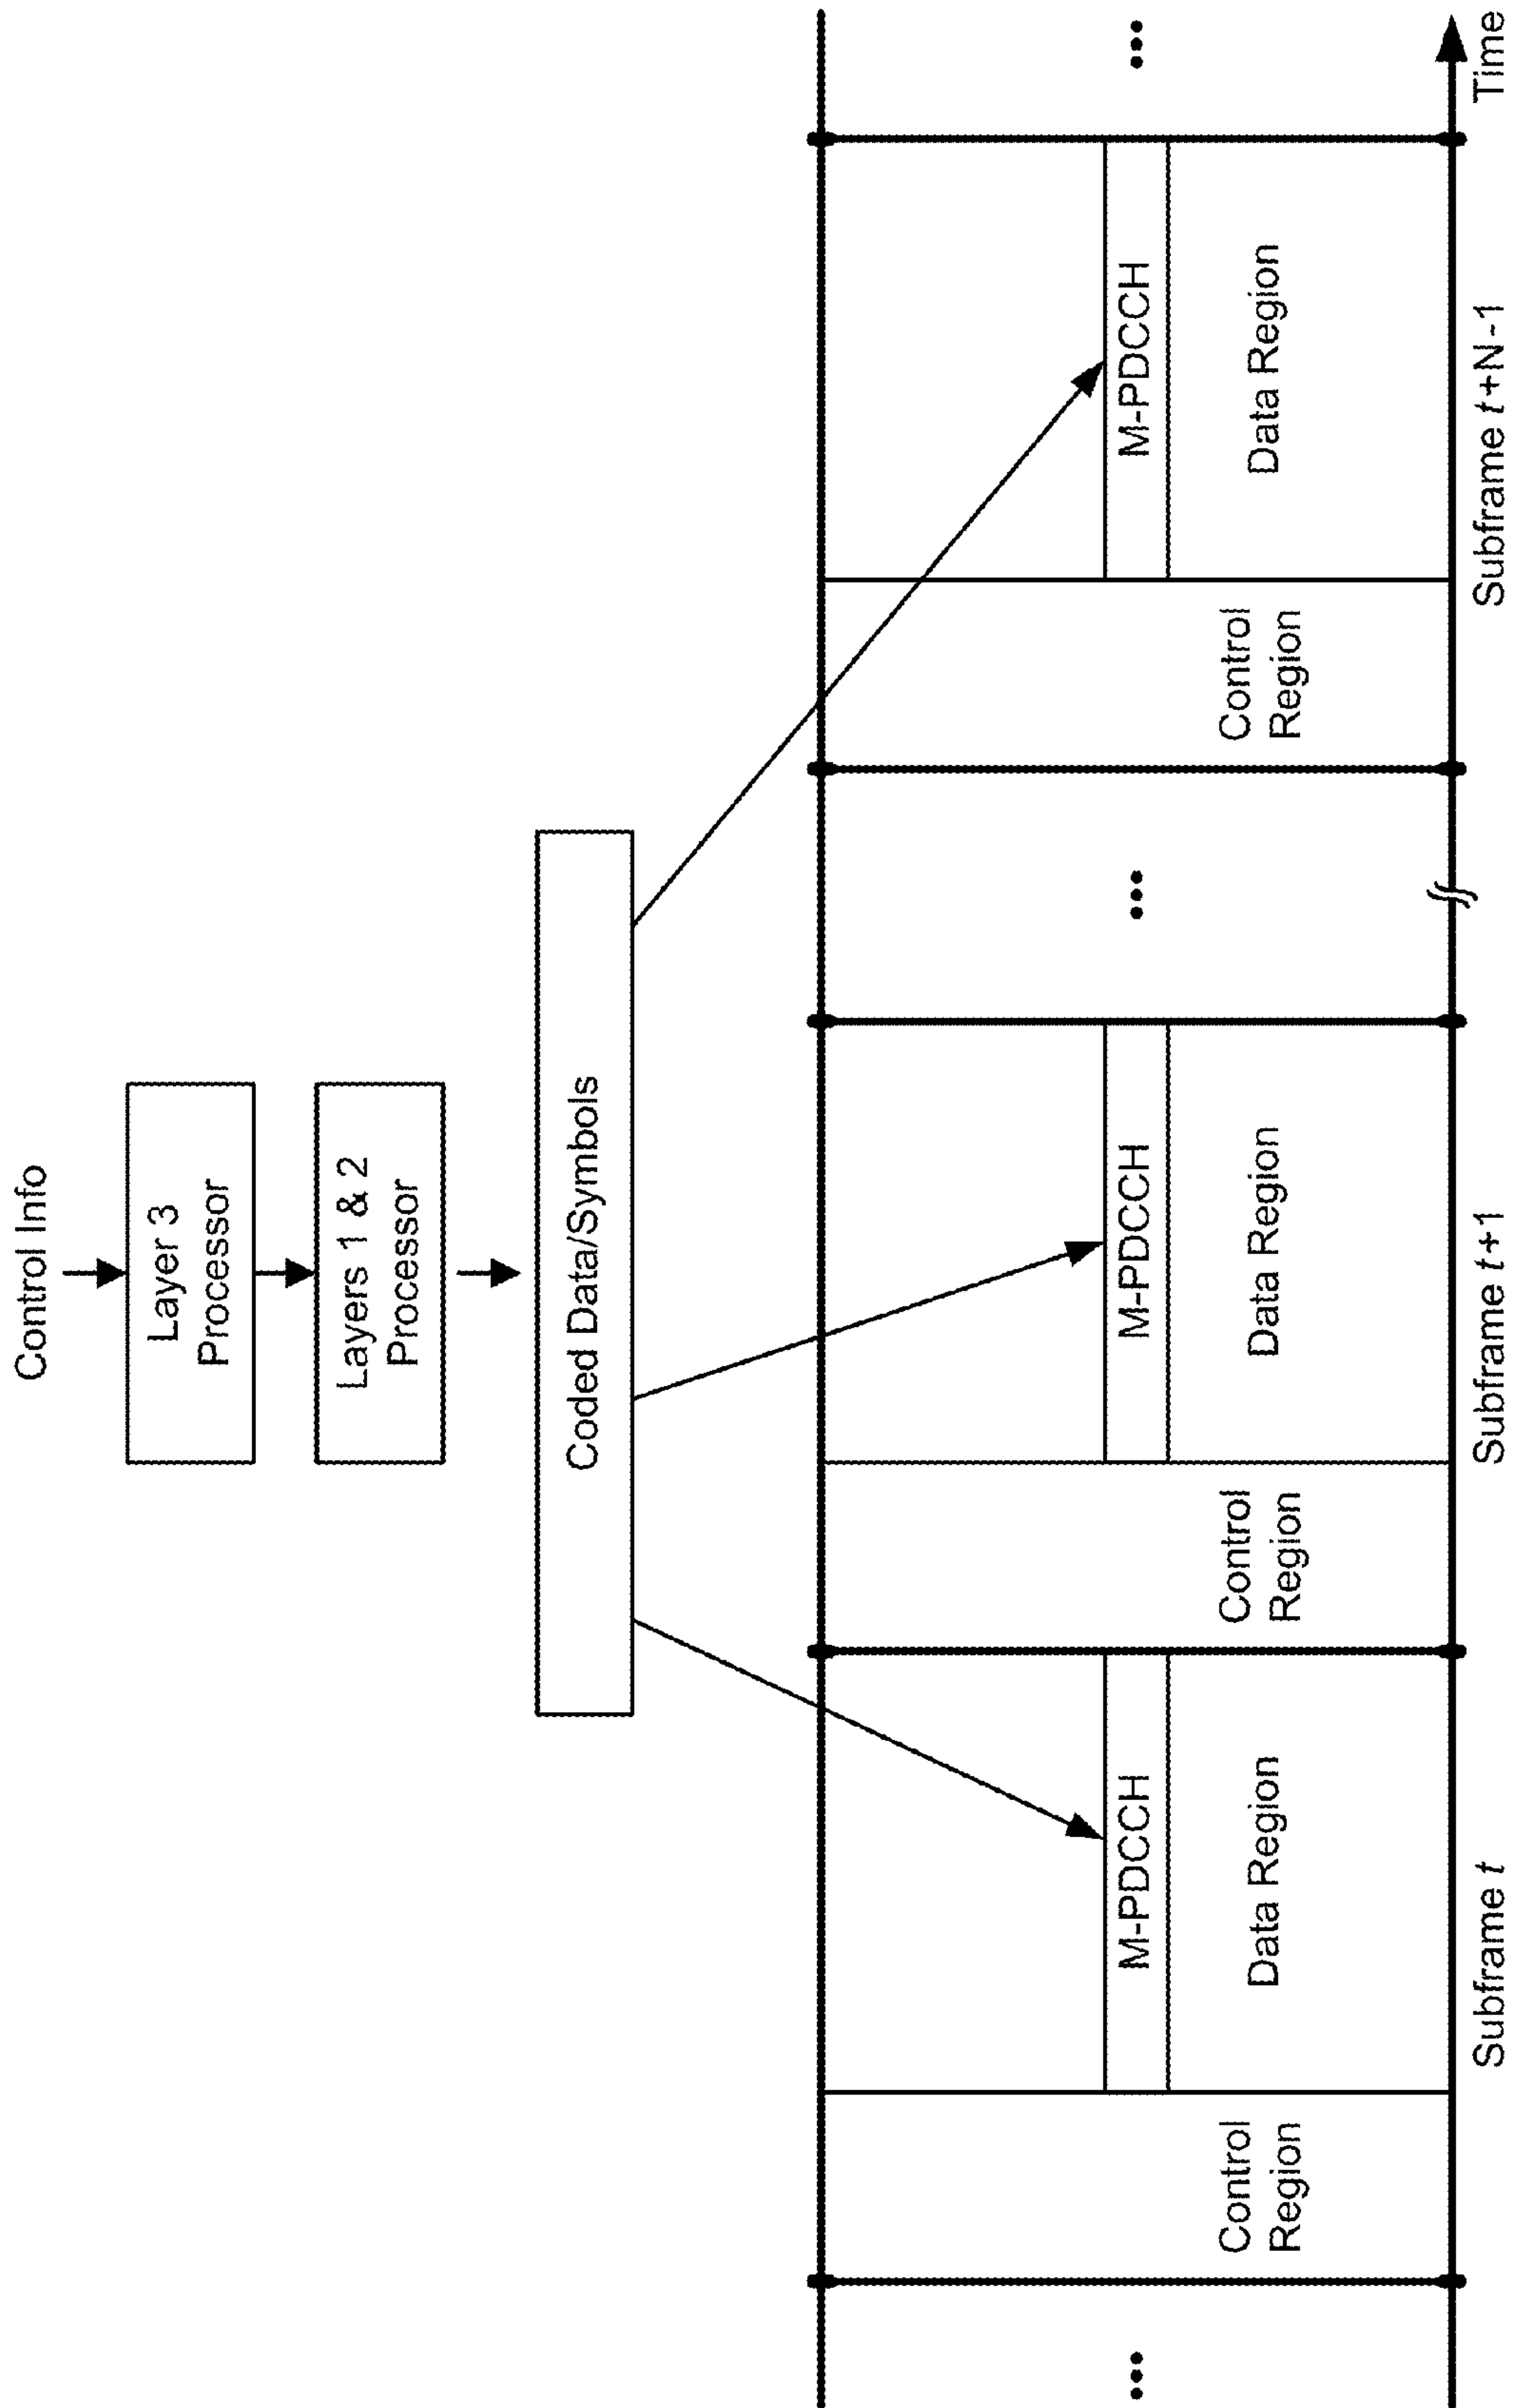 Control Info
Layer 3
Processor
Layers 1 & 2
Processor
Coded Data/Symbols
...
M-PDCCH
M-PDCCH
...
M-PDCCH
...
Control
Region
Data Region
Control
Region
Data Region
Control
Region
Data Region
Subframe t
Subframe t+1
Subframe t+N-1
Time